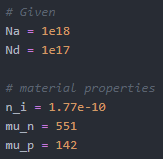 # Given
Na = 1e18
Nd = 1e17
# material properties
n_i = 1.77e-10
mu_n = 551
mu_p = 142